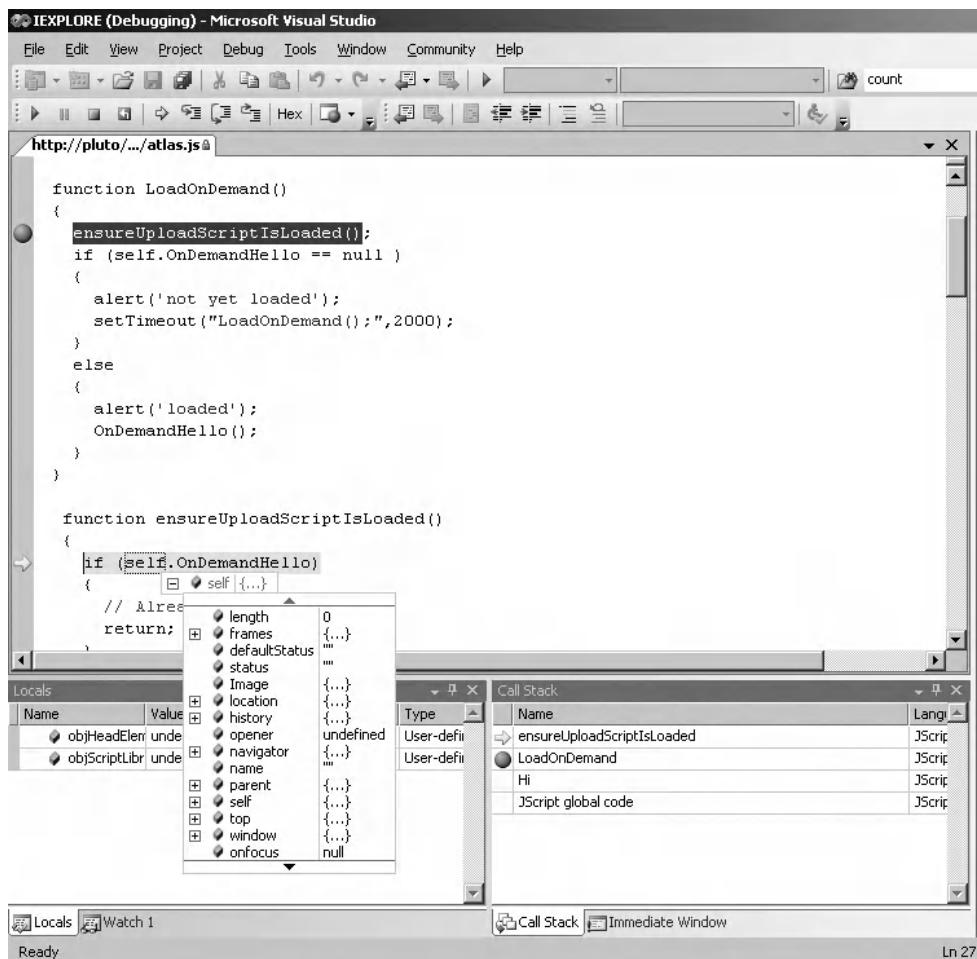 IEXPLORE (Debugging) - Microsoft Visual Studio
File Edit View Project Debug Tools Window Community Help
count
Hex
http://pluto/.../atlas.js
function LoadOnDemand()
{
ensureUploadScriptIsLoaded();
if (self.OnDemandHello == null )
{
alert('not yet loaded');
setTimeout("LoadOnDemand();",2000);
}
else
{
alert('loaded');
OnDemandHello();
}
}
function ensureUploadScriptIsLoaded()
{
if (self.OnDemandHello)
{
self {...}
// Alrea
return;
}
length 0
frames {...}
defaultStatus ""
status ""
Image {...}
location {...}
history {...}
opener undefined
navigator {...}
name ""
parent {...}
self {...}
top {...}
window {...}
onfocus null
Locals
Name Value Type
objHeadElem unde User-defin
objScriptLibr unde User-defin
Call Stack
Name Langu
ensureUploadScriptIsLoaded JScrip
LoadOnDemand JScrip
Hi JScrip
JScript global code JScrip
Locals Watch 1
Call Stack Immediate Window
Ready Ln 27